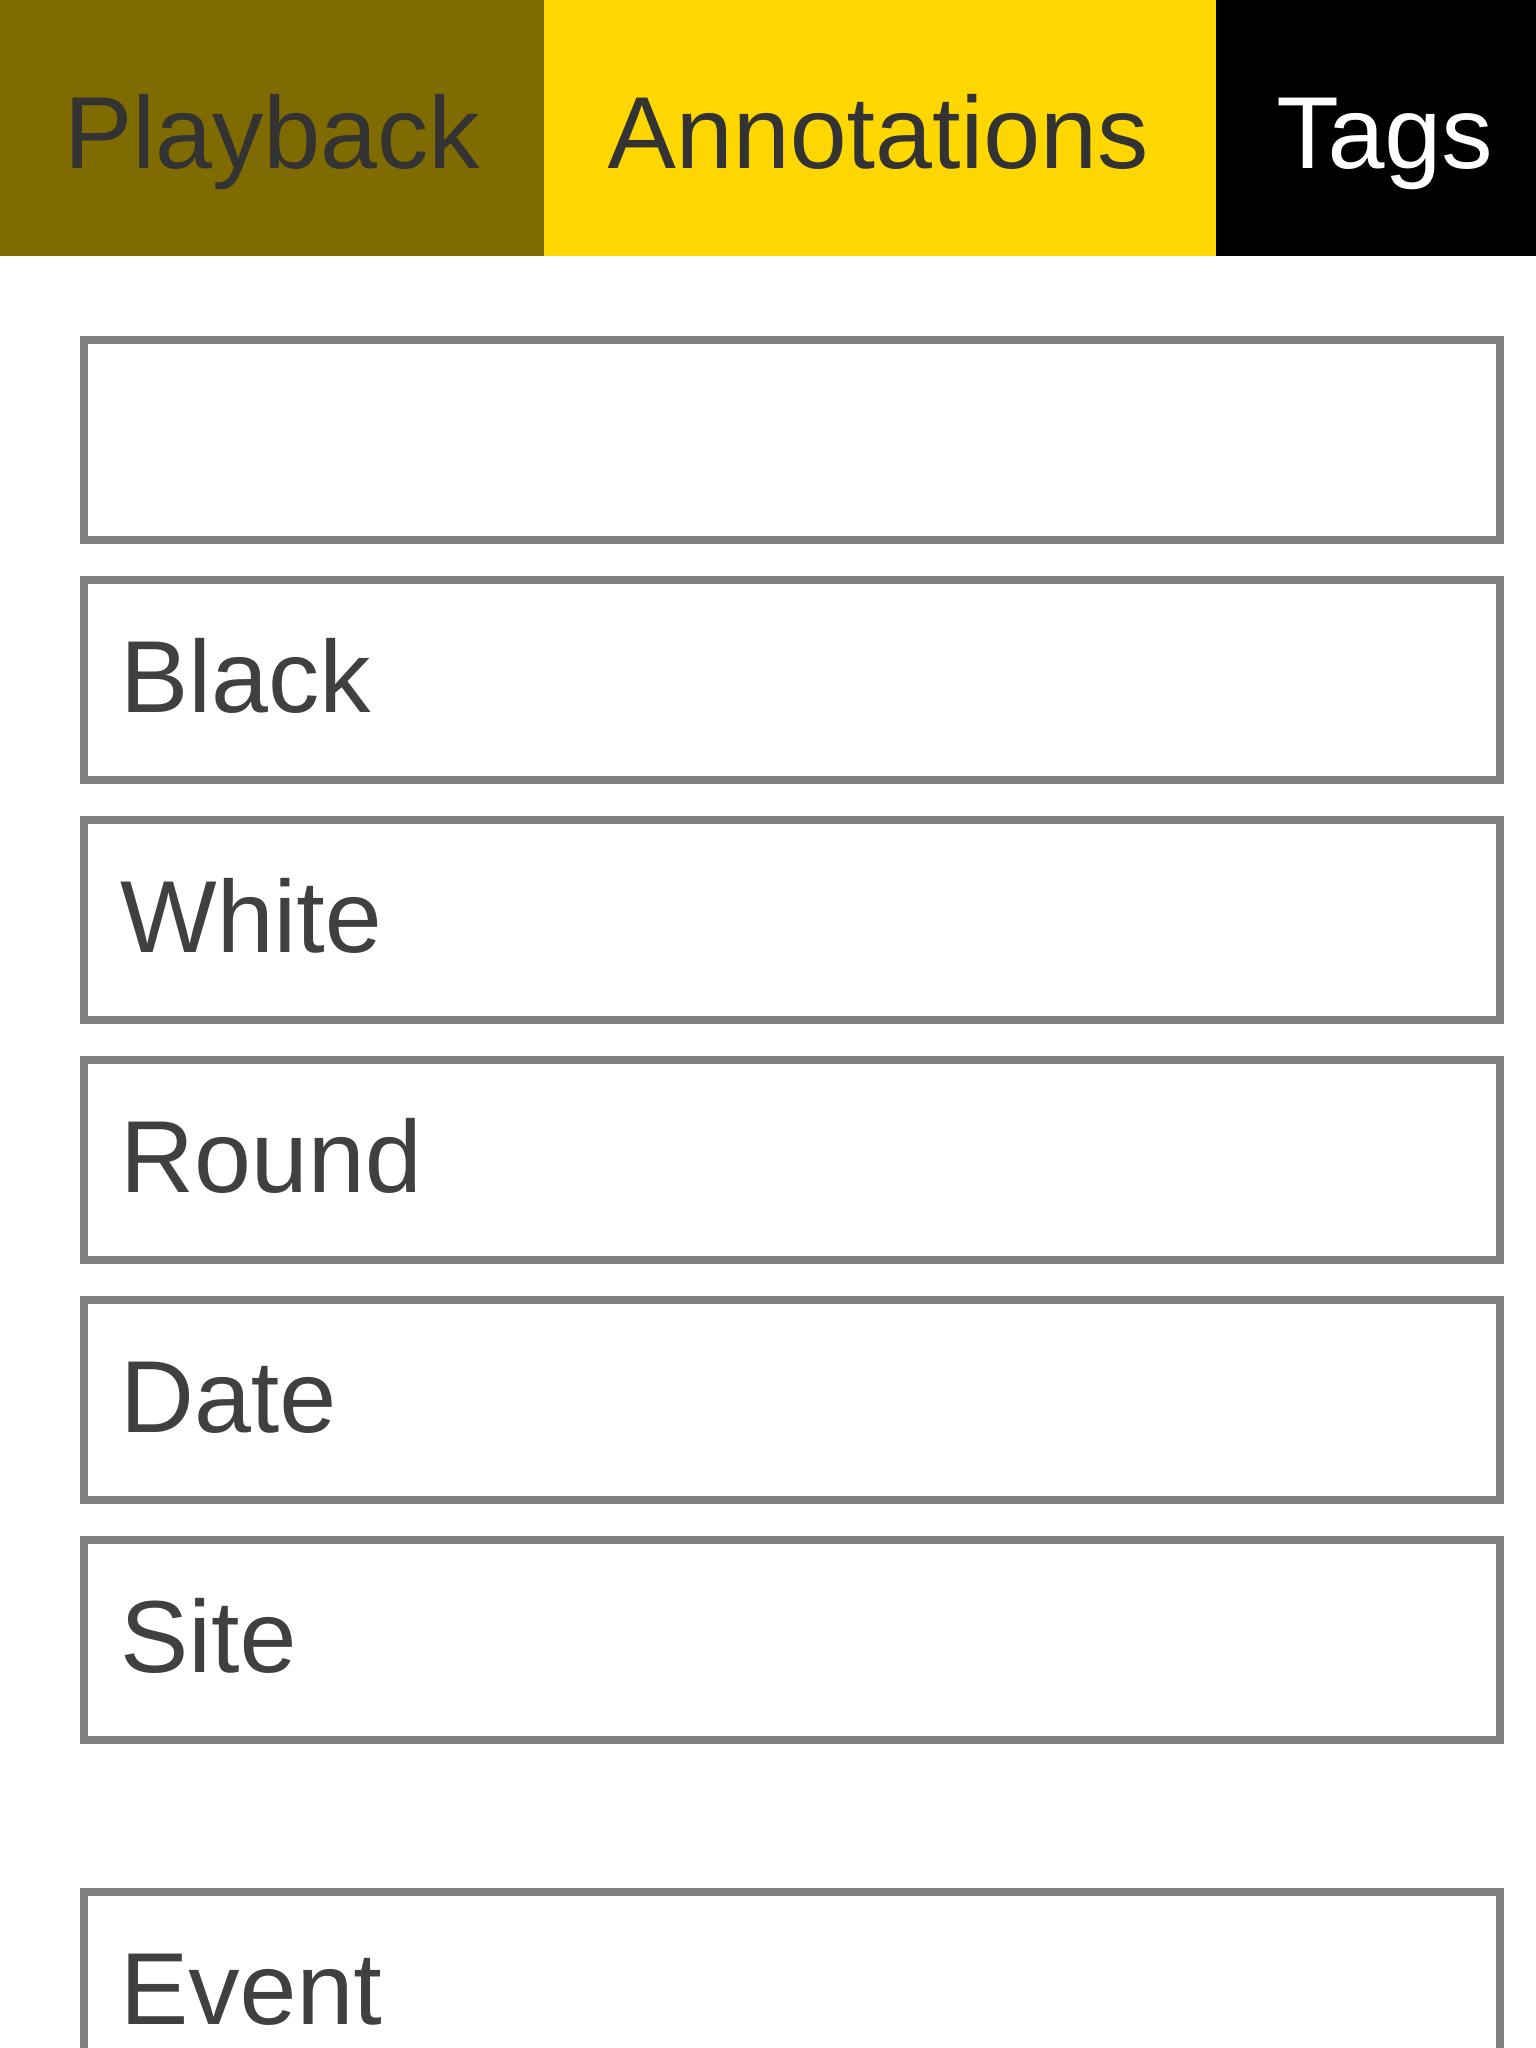 Playback Annotations Tags
Black
White
Round
Date
Site
Event